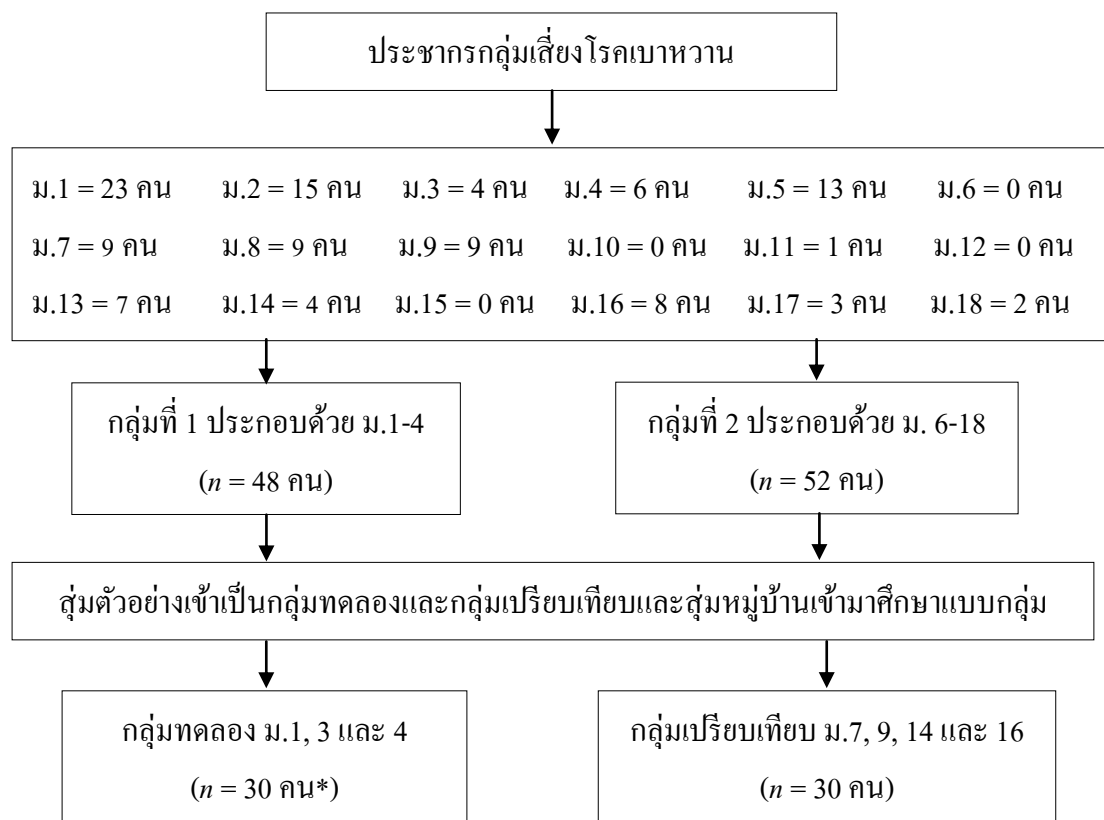 ประชากรกลุ่มเสี่ยงโรคเบาหวาน
ม.1 = 23 คน ม.2 = 15 คน ม.3 = 4 คน ม.4 = 6 คน ม.5 = 13 คน ม.6 = 0 คน
ม.7 = 9 คน ม.8 = 9 คน ม.9 = 9 คน ม.10 = 0 คน ม.11 = 1 คน ม.12 = 0 คน
ม.13 = 7 คน ม.14 = 4 คน ม.15 = 0 คน ม.16 = 8 คน ม.17 = 3 คน ม.18 = 2 คน
กลุ่มที่ 1 ประกอบด้วย ม.1-4
(n = 48 คน)
กลุ่มที่ 2 ประกอบด้วย ม. 6-18
(n = 52 คน)
สุ่มตัวอย่างเข้าเป็นกลุ่มทดลองและกลุ่มเปรียบเทียบและสุ่มหมู่บ้านเข้ามาศึกษาแบบกลุ่ม
กลุ่มทดลอง ม.1, 3 และ 4
(n = 30 คน*)
กลุ่มเปรียบเทียบ ม.7, 9, 14 และ 16
(n = 30 คน)